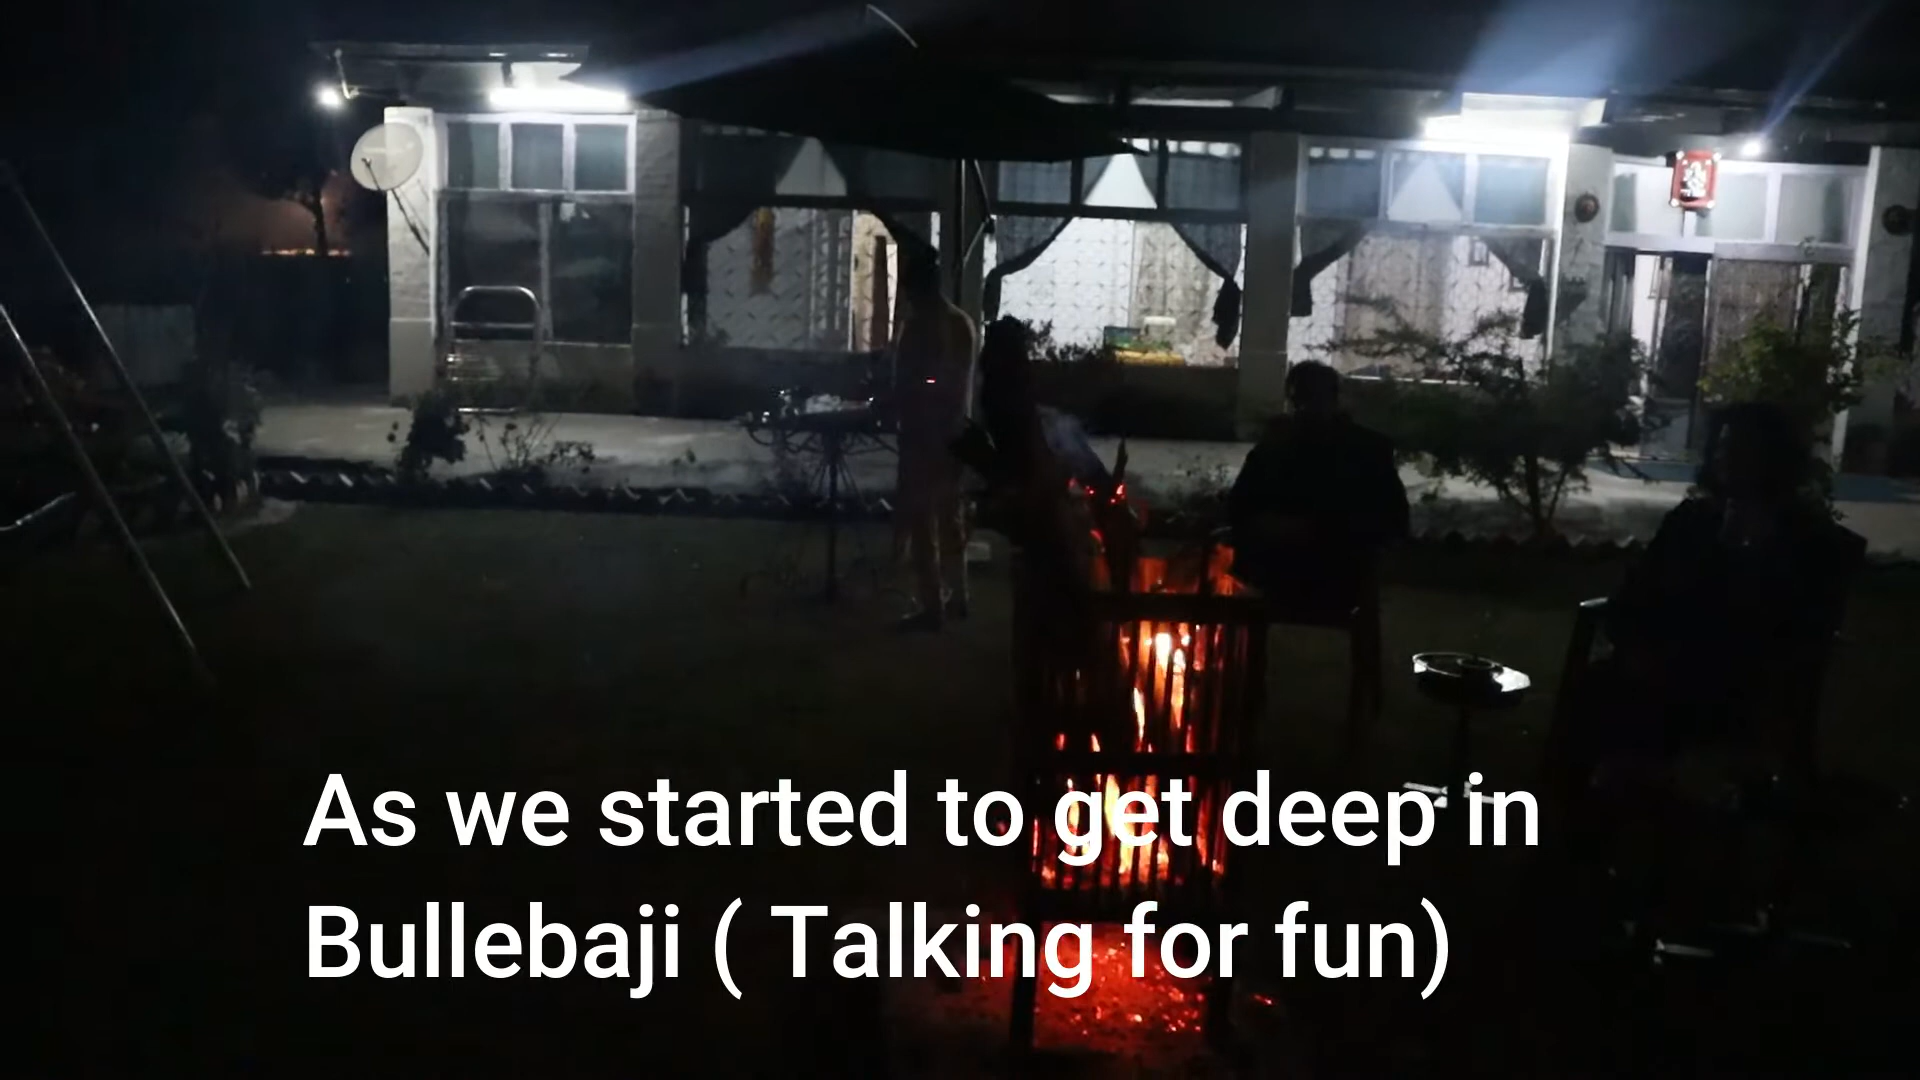 As we started to get deep in
Bullebaji ( Talking for fun)